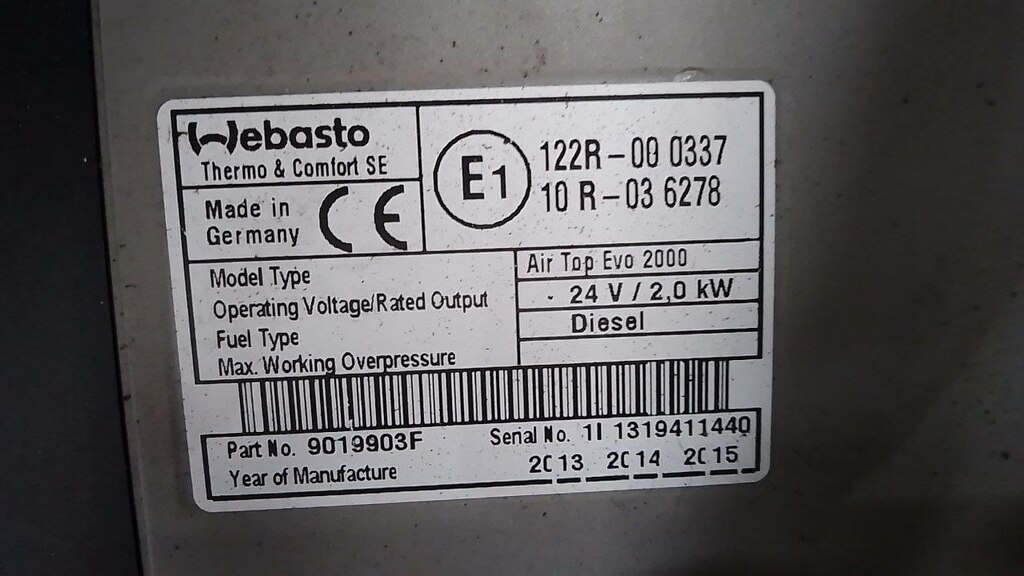 Webasto
Thermo & Comfort SE
Made in
Germany
CE
E1
122R-00 0337
10 R-03 6278
Model Type
Air Top Evo 2000
Operating Voltage/Rated Output
24 V / 2,0 kW
Fuel Type
Diesel
Max. Working Overpressure
Part No. 9019903F
Serial No. 1I 1319411440
Year of Manufacture
2013 2014 2015